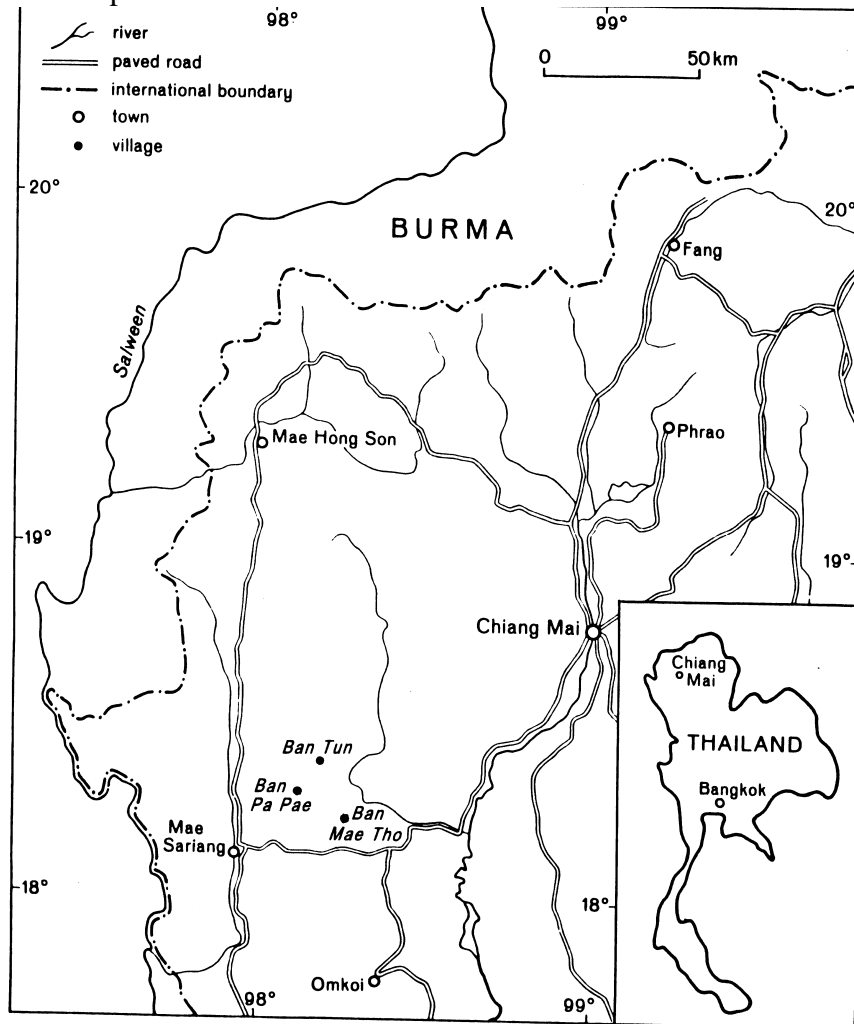 98°
99°
river
paved road
international boundary
town
village
0 50km
20°
BURMA
20°
Fang
Salween
Mae Hong Son
Phrao
19°
19°
Chiang Mai
Chiang
Mai
THAILAND
Bangkok
Ban Tun
Ban
Pa Pae
Ban
Mae Tho
Mae
Sariang
18°
18°
Omkoi
98°
99°